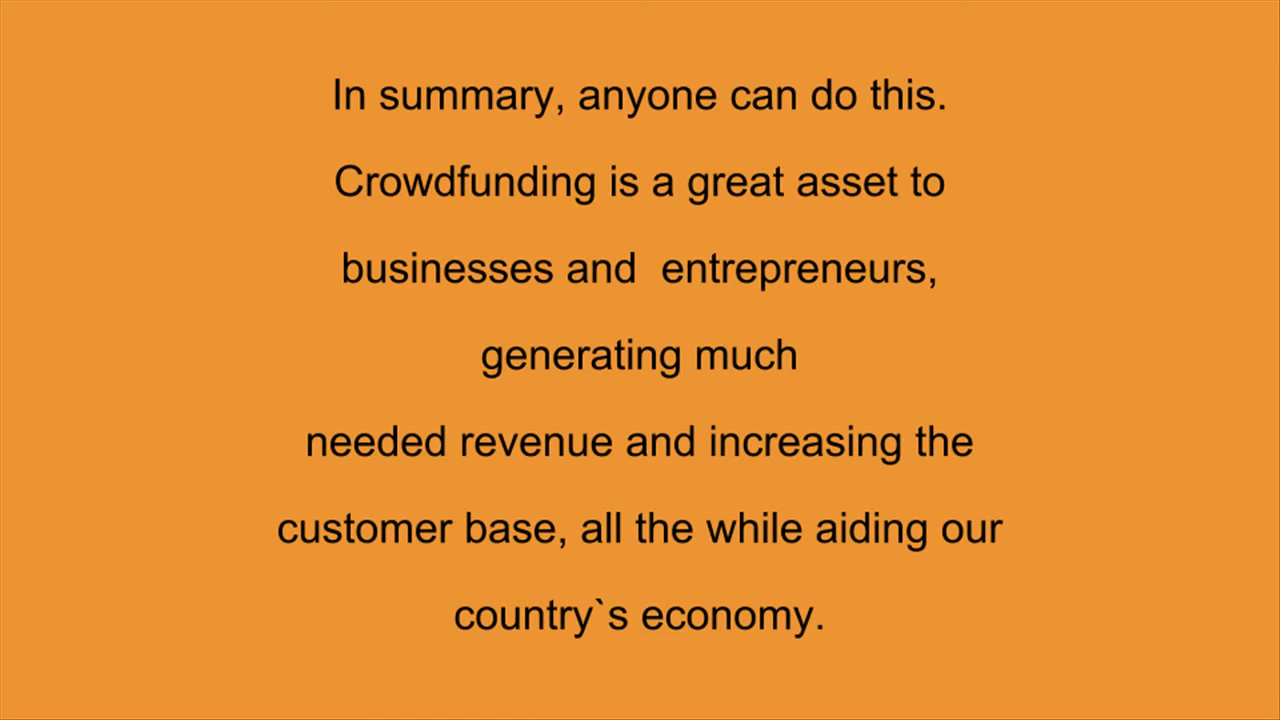 In summary, anyone can do this.
Crowdfunding is a great asset to
businesses and  entrepreneurs,
generating much
needed revenue and increasing the
customer base, all the while aiding our
country`s economy.